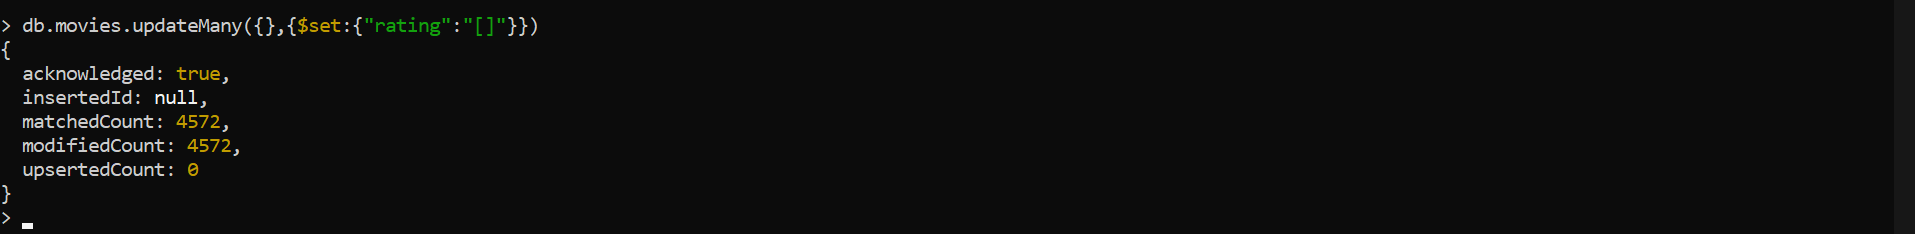 > db.movies.updateMany({},{$set:{"rating":"[]"}})
{
  acknowledged: true,
  insertedId: null,
  matchedCount: 4572,
  modifiedCount: 4572,
  upsertedCount: 0
}
>